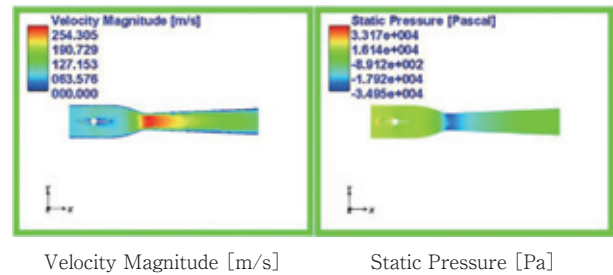 Velocity Magnitude [m/s]
254.305
190.729
127.153
063.576
000.000
Y
X
Static Pressure [Pascal]
3.317e+004
1.614e+004
-8.912e+002
-1.792e+004
-3.495e+004
Y
X
Velocity Magnitude [m/s]
Static Pressure [Pa]